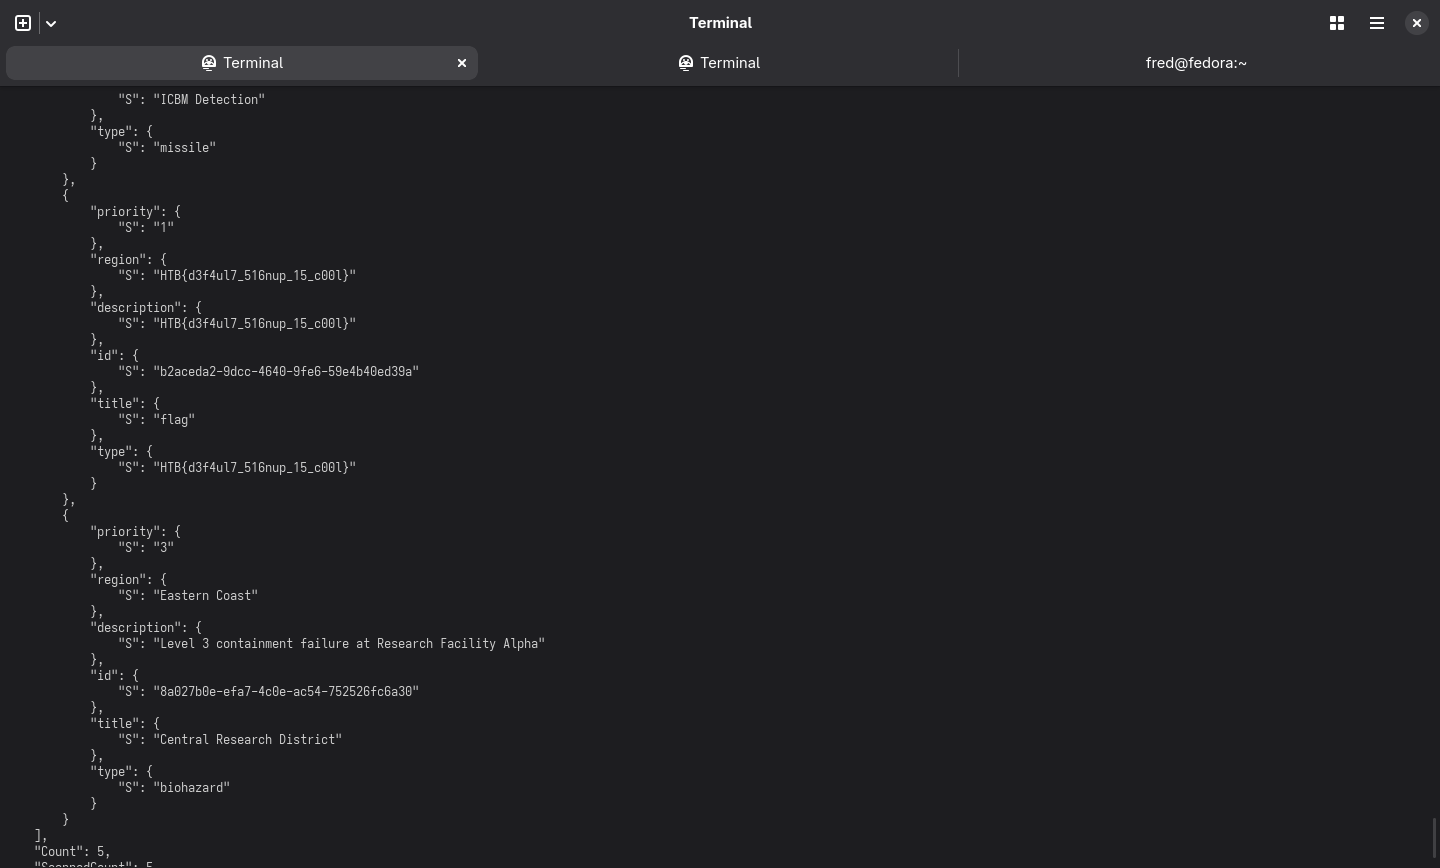 Terminal
Terminal
Terminal
fred@fedora:~
"S": "ICBM Detection"
},
"type": {
"S": "missile"
}
},
{
"priority": {
"S": "1"
},
"region": {
"S": "HTB{d3f4ul7_516nup_15_c00l}"
},
"description": {
"S": "HTB{d3f4ul7_516nup_15_c00l}"
},
"id": {
"S": "b2aceda2-9dcc-4640-9fe6-59e4b40ed39a"
},
"title": {
"S": "flag"
},
"type": {
"S": "HTB{d3f4ul7_516nup_15_c00l}"
}
},
{
"priority": {
"S": "3"
},
"region": {
"S": "Eastern Coast"
},
"description": {
"S": "Level 3 containment failure at Research Facility Alpha"
},
"id": {
"S": "8a027b0e-efa7-4c0e-ac54-752526fc6a30"
},
"title": {
"S": "Central Research District"
},
"type": {
"S": "biohazard"
}
}
],
"Count": 5,
"ScannedCount": 5,